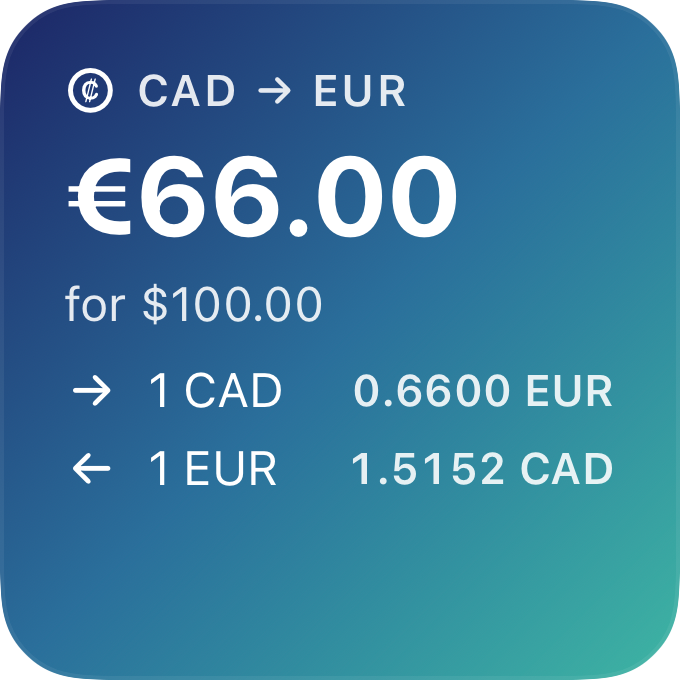 CAD → EUR
€66.00
for $100.00
→ 1 CAD 0.6600 EUR
← 1 EUR 1.5152 CAD